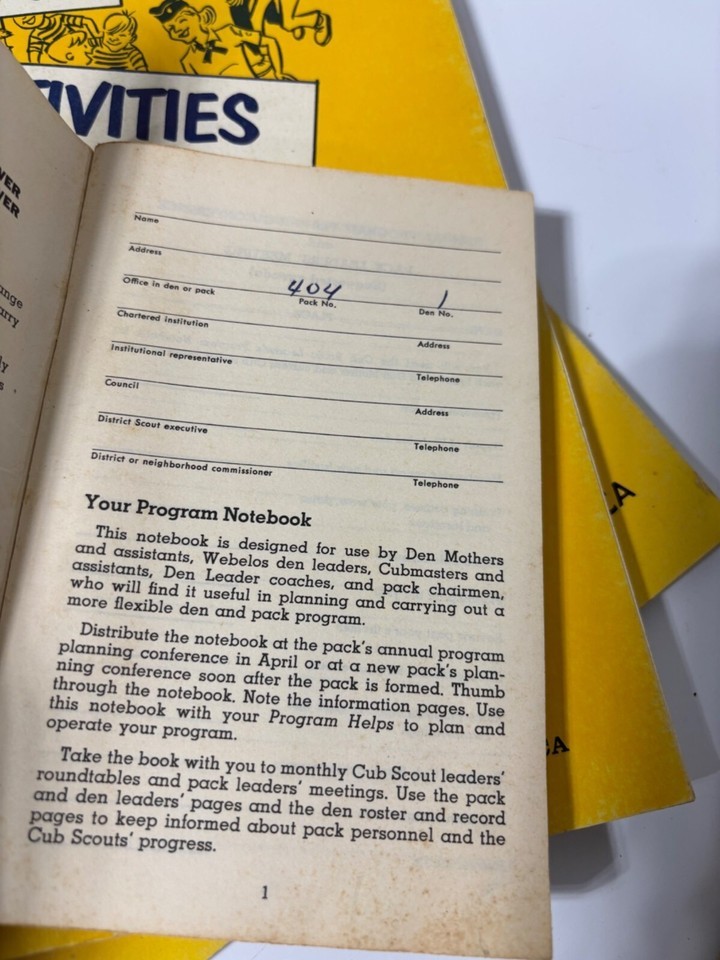 IVITIES
VER
VER
ange
arry
ly
s
Name
Address
Office in den or pack 404 Pack No. 1 Den No.
Chartered institution Address
Institutional representative Telephone
Council Address
District Scout executive Telephone
District or neighborhood commissioner Telephone
Your Program Notebook
This notebook is designed for use by Den Mothers
and assistants, Webelos den leaders, Cubmasters and
assistants, Den Leader coaches, and pack chairmen,
who will find it useful in planning and carrying out a
more flexible den and pack program.
Distribute the notebook at the pack's annual program
planning conference in April or at a new pack's plan-
ning conference soon after the pack is formed. Thumb
through the notebook. Note the information pages. Use
this notebook with your Program Helps to plan and
operate your program.
Take the book with you to monthly Cub Scout leaders'
roundtables and pack leaders' meetings. Use the pack
and den leaders' pages and the den roster and record
pages to keep informed about pack personnel and the
Cub Scouts' progress.
1
CA
CA